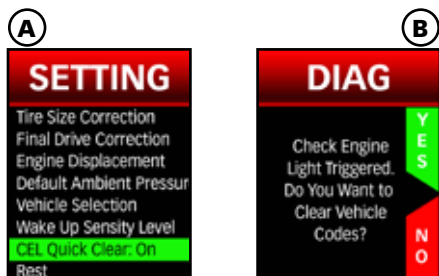 A
SETTING
Tire Size Correction
Final Drive Correction
Engine Displacement
Default Ambient Pressur
Vehicle Selection
Wake Up Sensity Level
CEL Quick Clear: On
Rest
B
DIAG
Check Engine
Light Triggered.
Do You Want to
Clear Vehicle
Codes?
YES
NO